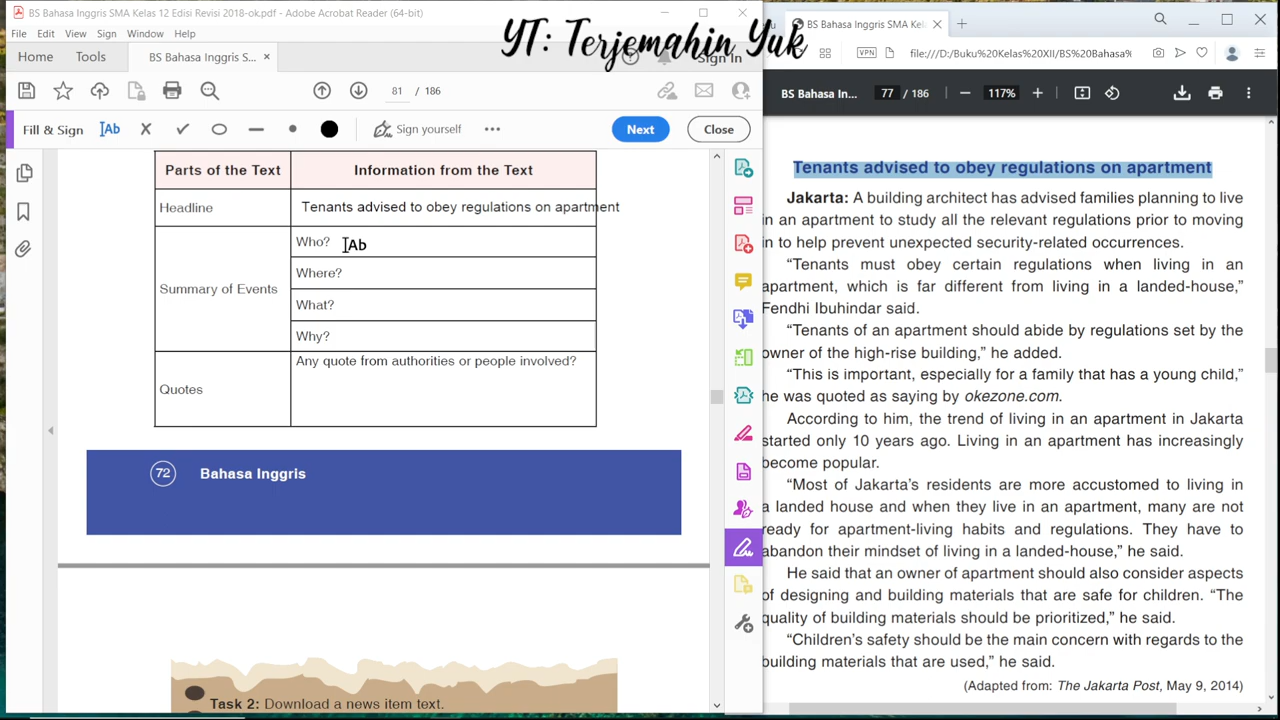 BS Bahasa Inggris SMA Kelas 12 Edisi Revisi 2018-ok.pdf - Adobe Acrobat Reader (64-bit)
File Edit View Sign Window Help
YT: Terjemahin Yuk
Home Tools BS Bahasa Inggris S... × Sign In
81 / 186
Fill & Sign Ab Sign yourself Next Close
Parts of the Text Information from the Text
Headline Tenants advised to obey regulations on apartment
Summary of Events
Who? Ab
Where?
What?
Why?
Quotes Any quote from authorities or people involved?
72 Bahasa Inggris
Task 2: Download a news item text.
BS Bahasa Inggris SMA Kel
VPN file:///D:/Buku%20Kelas%20XII/BS%20Bahasa%
BS Bahasa In... 77 / 186 117%
Tenants advised to obey regulations on apartment
Jakarta: A building architect has advised families planning to live
in an apartment to study all the relevant regulations prior to moving
in to help prevent unexpected security-related occurrences.
“Tenants must obey certain regulations when living in an
apartment, which is far different from living in a landed-house,”
Fendhi Ibuhindar said.
“Tenants of an apartment should abide by regulations set by the
owner of the high-rise building,” he added.
“This is important, especially for a family that has a young child,”
he was quoted as saying by okezone.com.
According to him, the trend of living in an apartment in Jakarta
started only 10 years ago. Living in an apartment has increasingly
become popular.
“Most of Jakarta’s residents are more accustomed to living in
a landed house and when they live in an apartment, many are not
ready for apartment-living habits and regulations. They have to
abandon their mindset of living in a landed-house,” he said.
He said that an owner of apartment should also consider aspects
of designing and building materials that are safe for children. “The
quality of building materials should be prioritized,” he said.
“Children’s safety should be the main concern with regards to the
building materials that are used,” he said.
(Adapted from: The Jakarta Post, May 9, 2014)